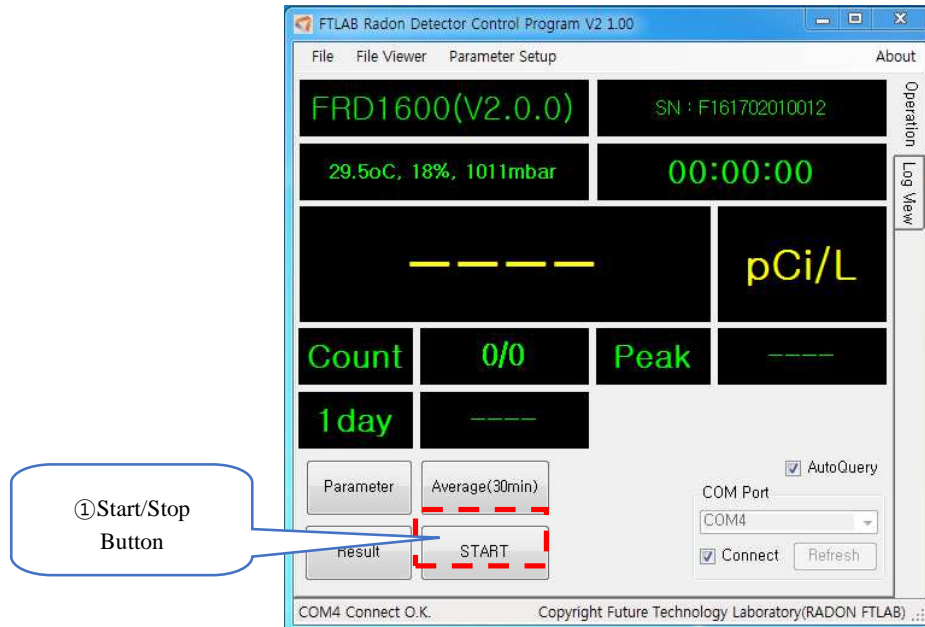 FTLAB Radon Detector Control Program V2 1.00
File File Viewer Parameter Setup About
FRD1600(V2.0.0)
SN : F161702010012
Operation
29.5oC, 18%, 1011mbar
00:00:00
Log View
----
pCi/L
Count
0/0
Peak
----
1day
----
AutoQuery
Parameter
Average(30min)
COM Port
COM4
①Start/Stop
Button
Result
START
Connect
Refresh
COM4 Connect O.K.
Copyright Future Technology Laboratory(RADON FTLAB)